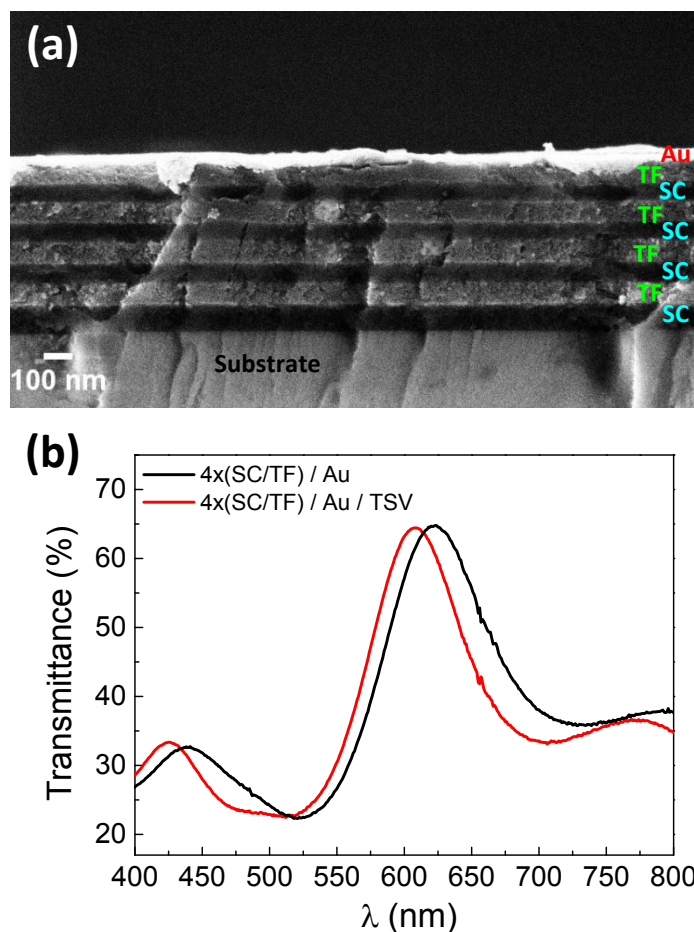 (a)
Au
TF
SC
TF
SC
TF
SC
TF
SC
Substrate
100 nm
(b)
4x(SC/TF) / Au
4x(SC/TF) / Au / TSV
Transmittance (%)
70
60
50
40
30
20
400 450 500 550 600 650 700 750 800
λ (nm)